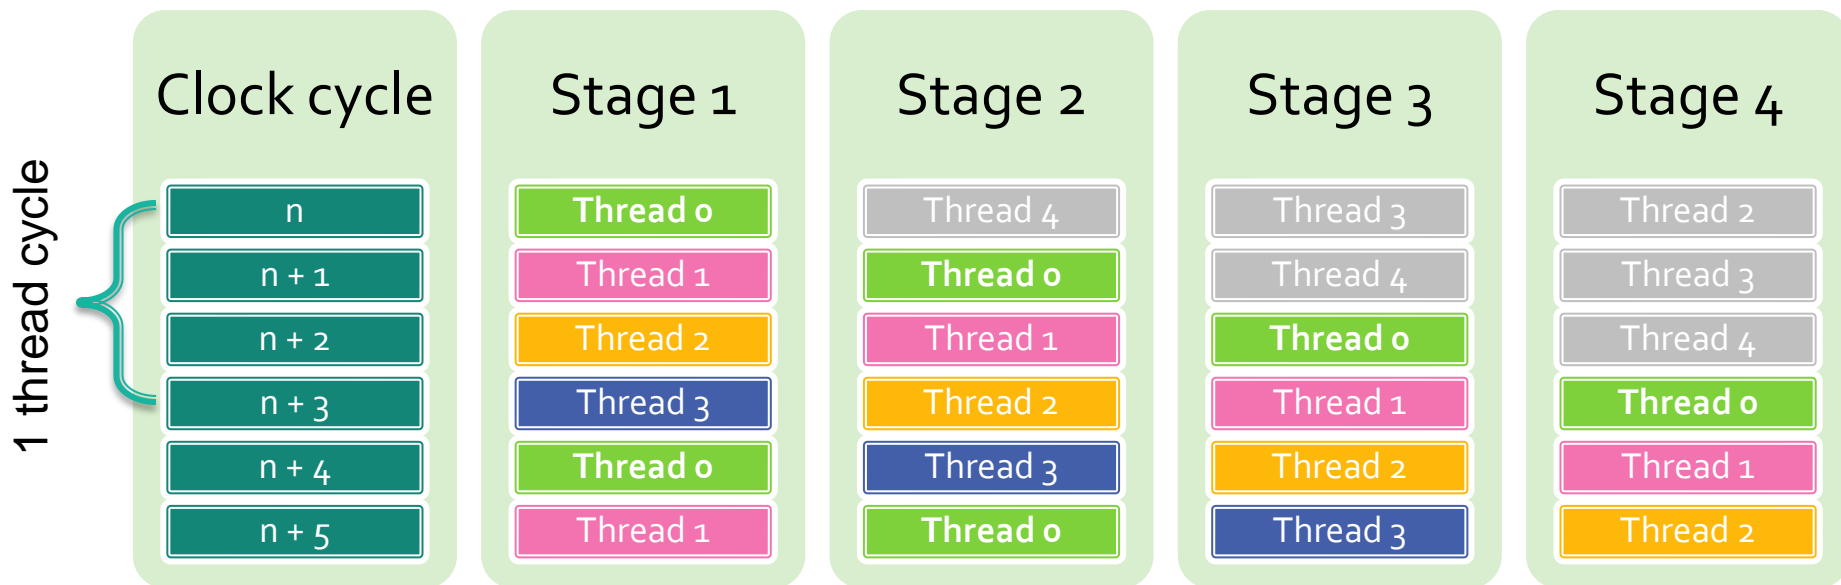 Clock cycle Stage 1 Stage 2 Stage 3 Stage 4
1 thread cycle
n Thread 0 Thread 4 Thread 3 Thread 2
n + 1 Thread 1 Thread 0 Thread 4 Thread 3
n + 2 Thread 2 Thread 1 Thread 0 Thread 4
n + 3 Thread 3 Thread 2 Thread 1 Thread 0
n + 4 Thread 0 Thread 3 Thread 2 Thread 1
n + 5 Thread 1 Thread 0 Thread 3 Thread 2